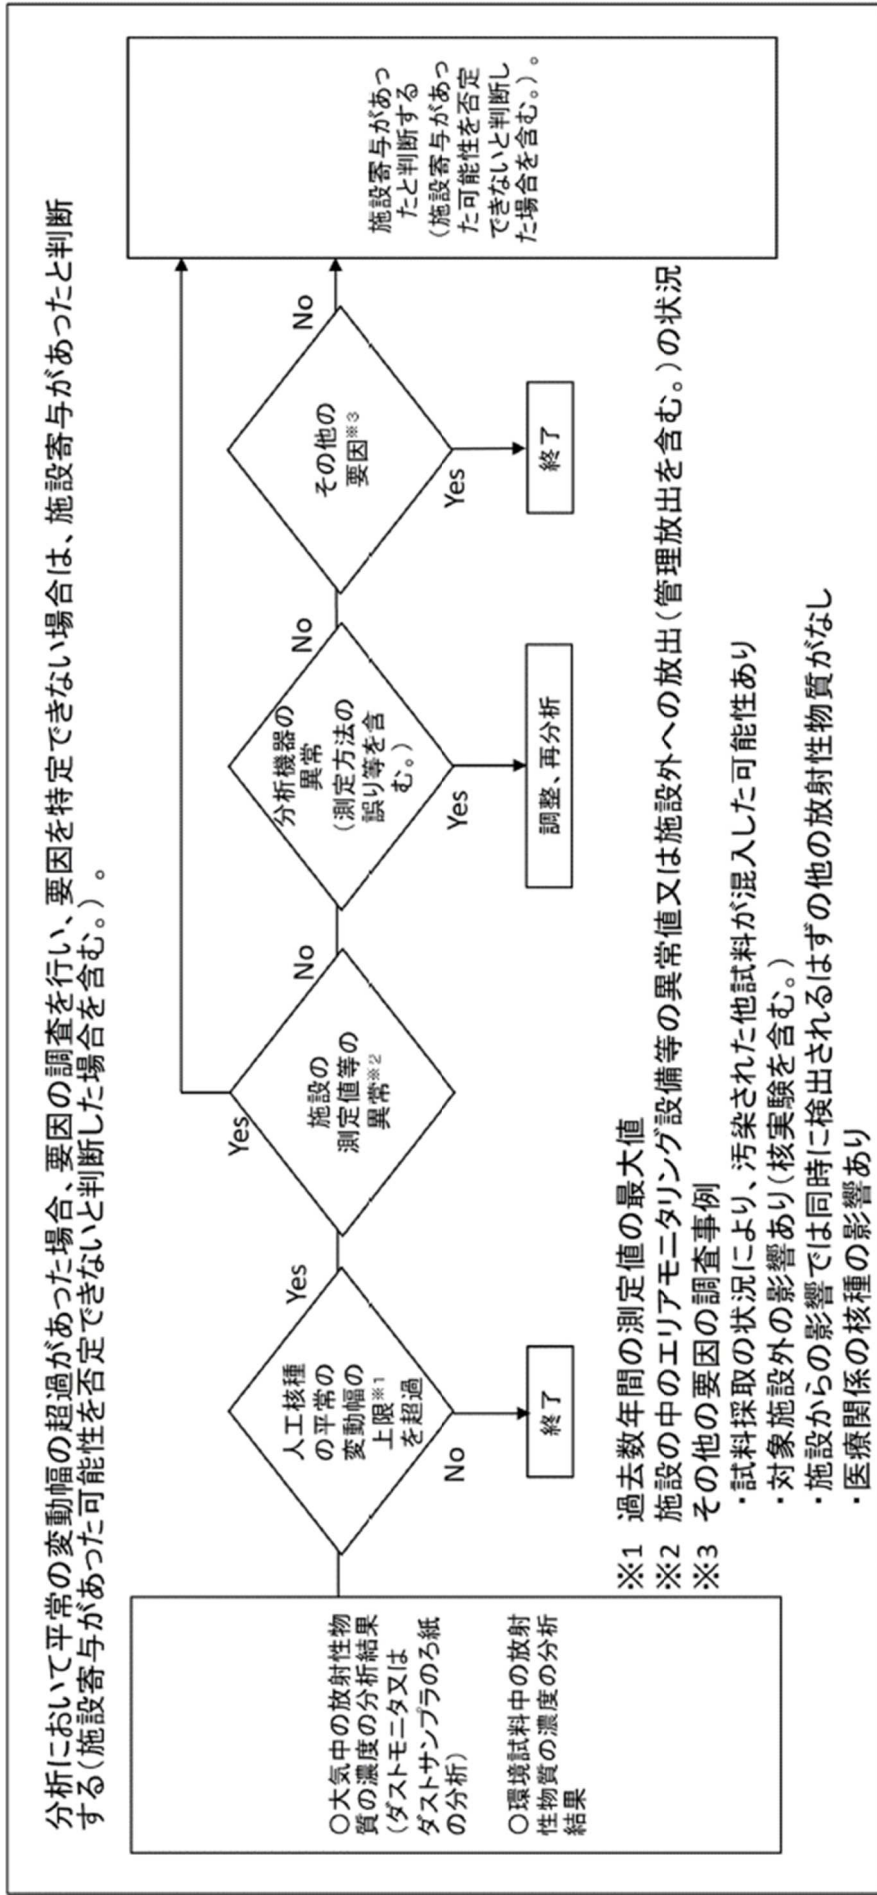 分析において平常の変動幅の超過があった場合、要因の調査を行い、要因を特定できない場合は、施設寄与があったと判断
する(施設寄与があった可能性を否定できないと判断した場合を含む。)。
○大気中の放射性物
質の濃度の分析結果
(ダストモニタ又は
ダストサンプラのろ紙
の分析)
○環境試料中の放射
性物質の濃度の分析
結果
人工核種
の平常の
変動幅の
上限※1
を超過
Yes
No
終了
施設の
測定値等の
異常※2
Yes
No
分析機器の
異常
(測定方法の
誤り等を含
む。)
No
Yes
調整、再分析
その他の
要因※3
No
Yes
終了
施設寄与があっ
たと判断する
(施設寄与があっ
た可能性を否定
できないと判断し
た場合を含む。)。
※1 過去数年間の測定値の最大値
※2 施設の中のエリアモニタリング設備等の異常値又は施設外への放出(管理放出を含む。)の状況
※3 その他の要因の調査事例
・試料採取の状況により、汚染された他試料が混入した可能性あり
・対象施設外の影響あり(核実験を含む。)
・施設からの影響では同時に検出されるはずの他の放射性物質がなし
・医療関係の核種の影響あり